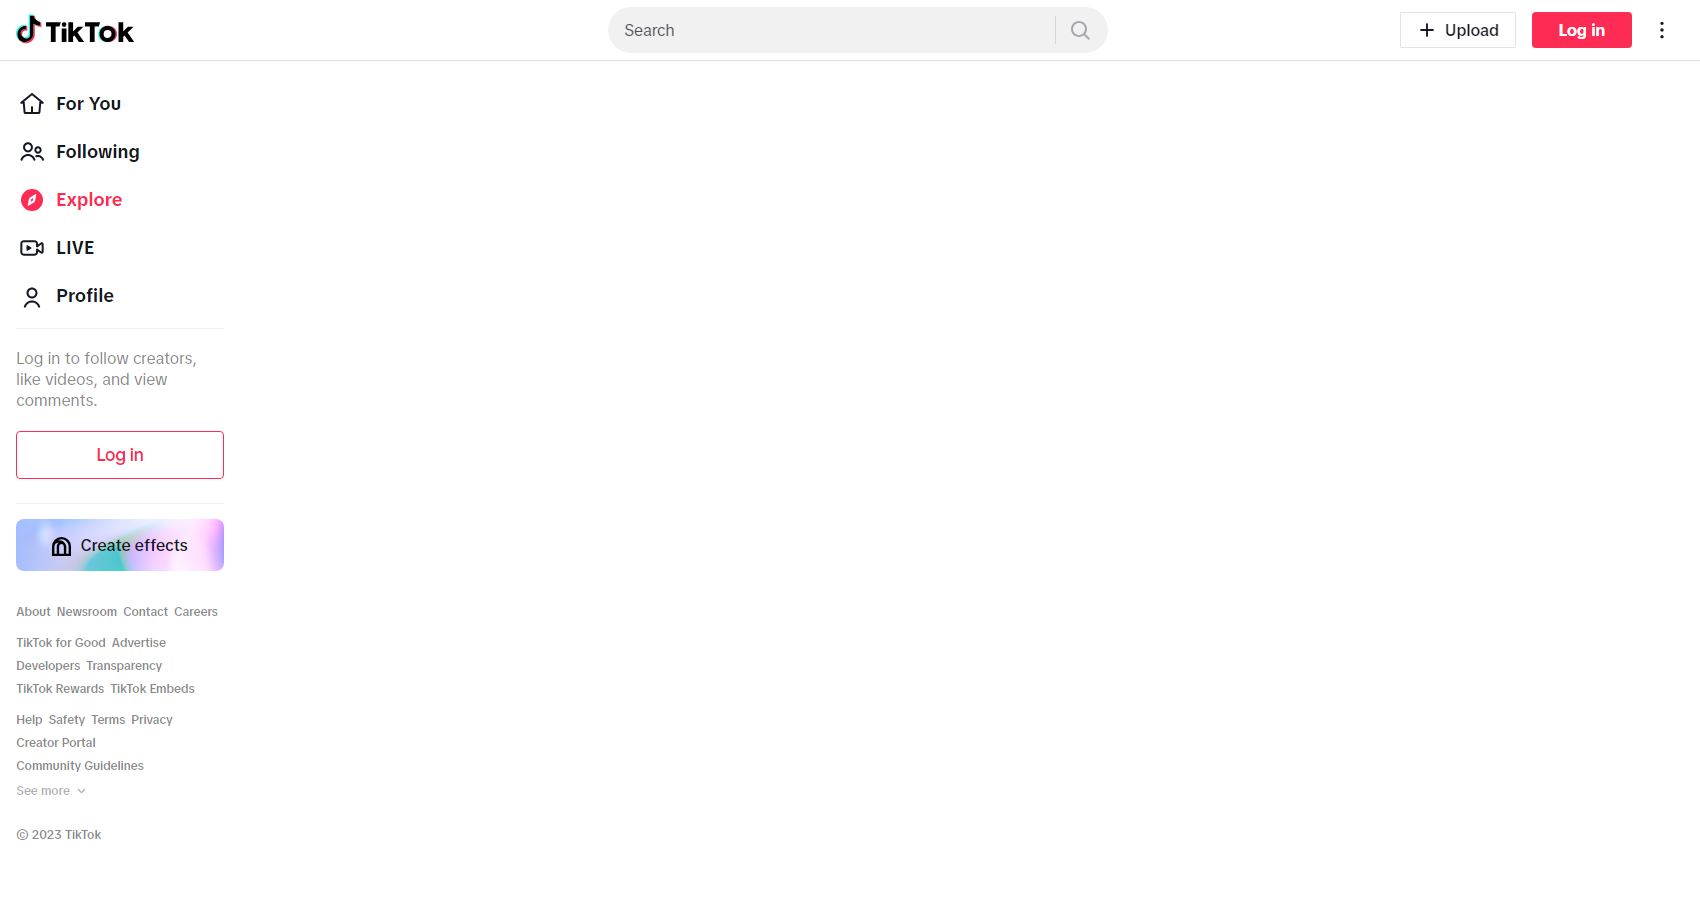 TikTok
Search
Upload
Log in
For You
Following
Explore
LIVE
Profile
Log in to follow creators,
like videos, and view
comments.
Log in
Create effects
About Newsroom Contact Careers
TikTok for Good Advertise
Developers Transparency
TikTok Rewards TikTok Embeds
Help Safety Terms Privacy
Creator Portal
Community Guidelines
See more
© 2023 TikTok